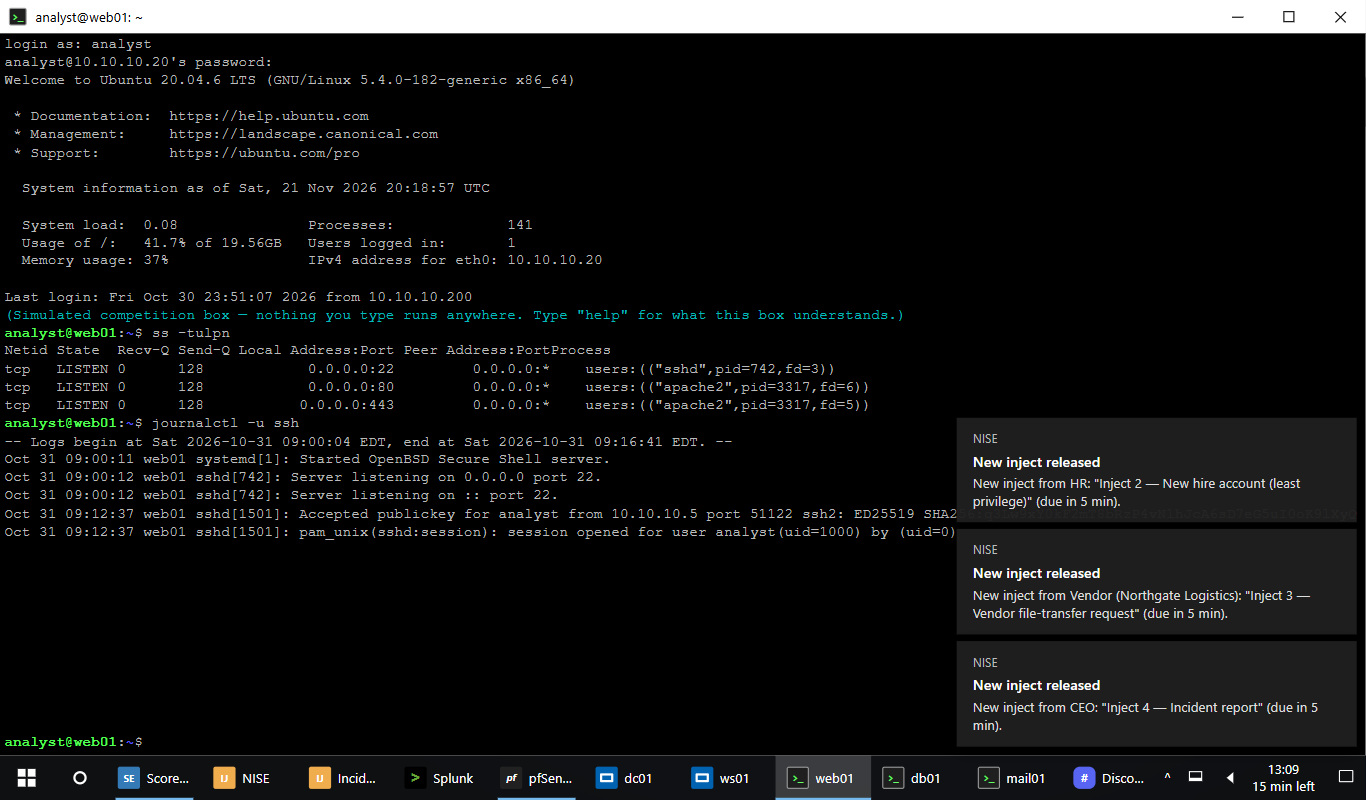 analyst@web01: ~
login as: analyst
analyst@10.10.10.20's password:
Welcome to Ubuntu 20.04.6 LTS (GNU/Linux 5.4.0-182-generic x86_64)
* Documentation:  https://help.ubuntu.com
* Management:     https://landscape.canonical.com
* Support:        https://ubuntu.com/pro
System information as of Sat, 21 Nov 2026 20:18:57 UTC
System load:  0.08                Processes:             141
Usage of /:   41.7% of 19.56GB   Users logged in:       1
Memory usage: 37%                IPv4 address for eth0: 10.10.10.20
Last login: Fri Oct 30 23:51:07 2026 from 10.10.10.200
(Simulated competition box — nothing you type runs anywhere. Type "help" for what this box understands.)
analyst@web01:~$ ss -tulpn
Netid State  Recv-Q Send-Q Local Address:Port Peer Address:PortProcess
tcp   LISTEN 0      128            0.0.0.0:22         0.0.0.0:*    users:(("sshd",pid=742,fd=3))
tcp   LISTEN 0      128            0.0.0.0:80         0.0.0.0:*    users:(("apache2",pid=3317,fd=6))
tcp   LISTEN 0      128           0.0.0.0:443         0.0.0.0:*    users:(("apache2",pid=3317,fd=5))
analyst@web01:~$ journalctl -u ssh
-- Logs begin at Sat 2026-10-31 09:00:04 EDT, end at Sat 2026-10-31 09:16:41 EDT. --
Oct 31 09:00:11 web01 systemd[1]: Started OpenBSD Secure Shell server.
Oct 31 09:00:12 web01 sshd[742]: Server listening on 0.0.0.0 port 22.
Oct 31 09:00:12 web01 sshd[742]: Server listening on :: port 22.
Oct 31 09:12:37 web01 sshd[1501]: Accepted publickey for analyst from 10.10.10.5 port 51122 ssh2: ED25519 SHA2
Oct 31 09:12:37 web01 sshd[1501]: pam_unix(sshd:session): session opened for user analyst(uid=1000) by (uid=0)
analyst@web01:~$
NISE
New inject released
New inject from HR: "Inject 2 — New hire account (least
privilege)" (due in 5 min).
NISE
New inject released
New inject from Vendor (Northgate Logistics): "Inject 3 —
Vendor file-transfer request" (due in 5 min).
NISE
New inject released
New inject from CEO: "Inject 4 — Incident report" (due in 5
min).
SE Score...
IJ NISE
IJ Incid...
> Splunk
pf pfSen...
dc01
ws01
web01
db01
mail01
# Disco...
13:09
15 min left